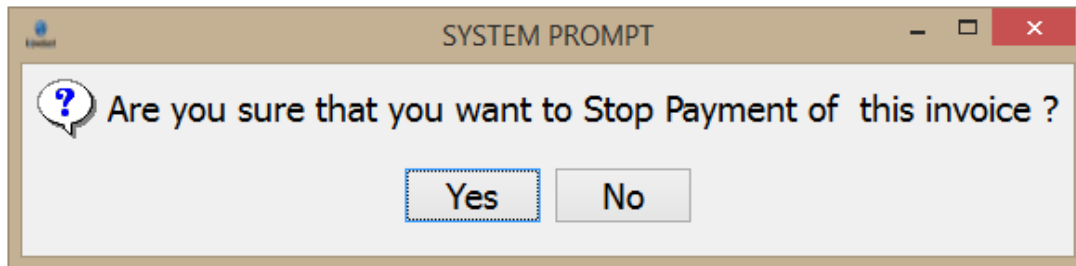 SYSTEM PROMPT
Are you sure that you want to Stop Payment of  this invoice ?
Yes No